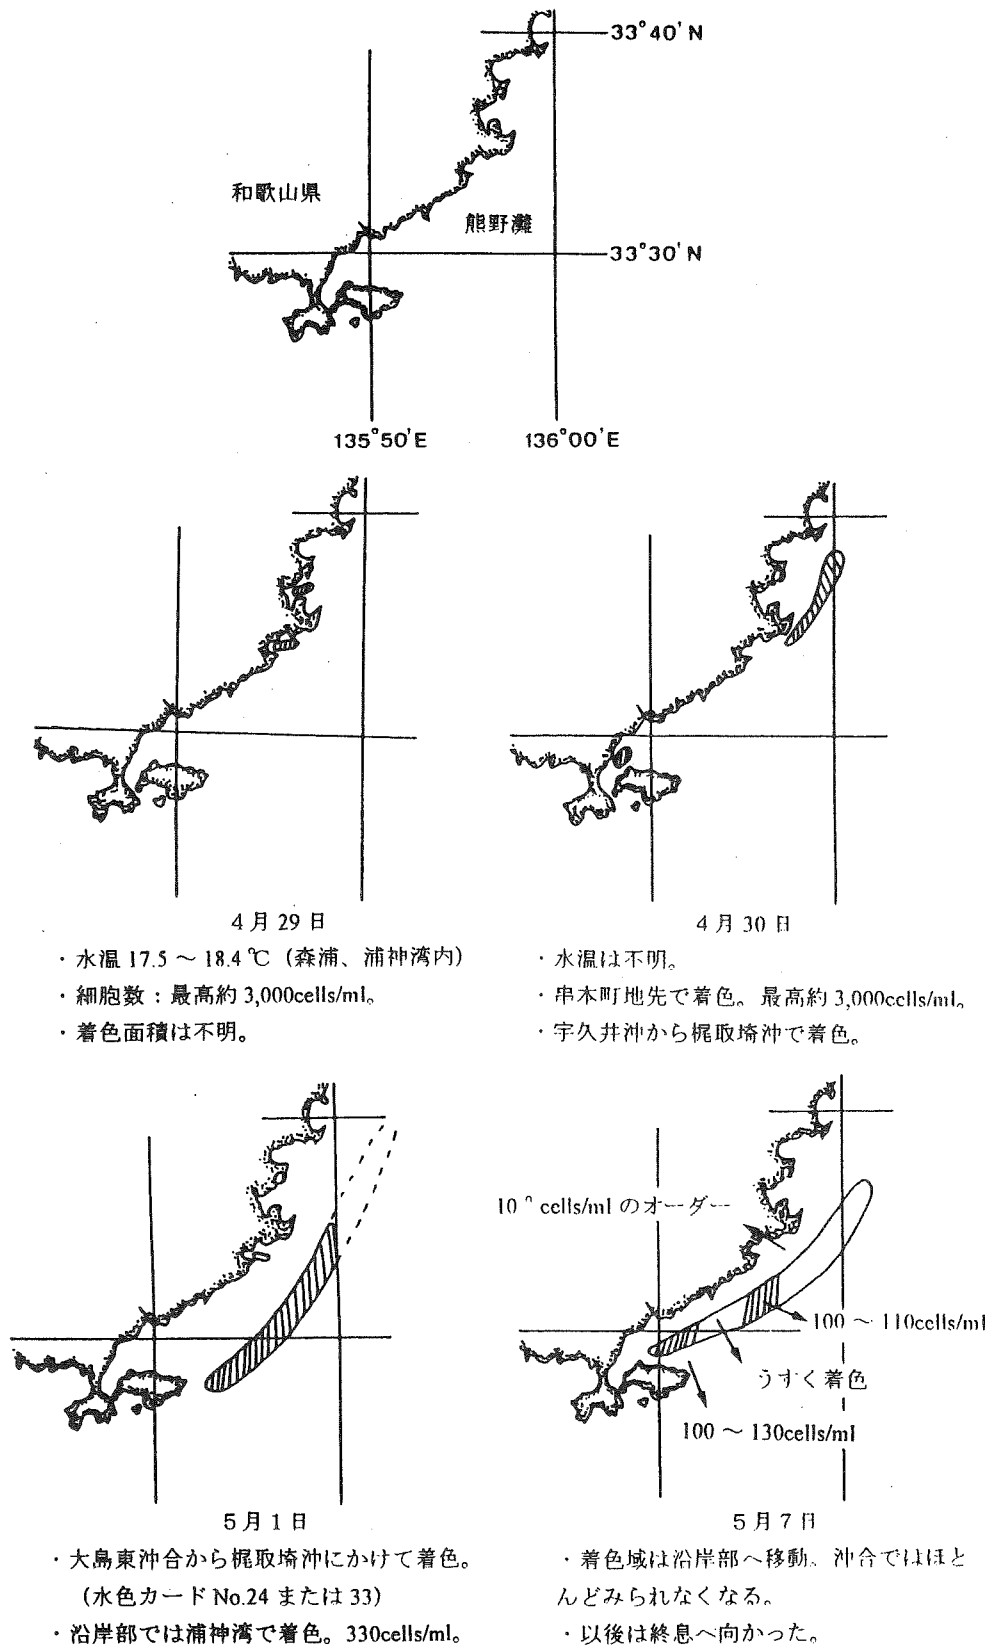 33°40'N
和歌山県
熊野灘
33°30'N
135°50'E
136°00'E
4月29日
・水温 17.5 ～ 18.4 ℃（森浦、浦神湾内）
・細胞数：最高約 3,000cells/ml。
・着色面積は不明。
4月30日
・水温は不明。
・串本町地先で着色。最高約 3,000cells/ml。
・宇久井沖から梶取埼沖で着色。
5月1日
・大島東沖合から梶取埼沖にかけて着色。
（水色カード No.24 または 33）
・沿岸部では浦神湾で着色。330cells/ml。
cells/ml のオーダー
100 ～ 110cells/ml
うすく着色
100 ～ 130cells/ml
5月7日
・着色域は沿岸部へ移動。沖合ではほと
んどみられなくなる。
・以後は終息へ向かった。